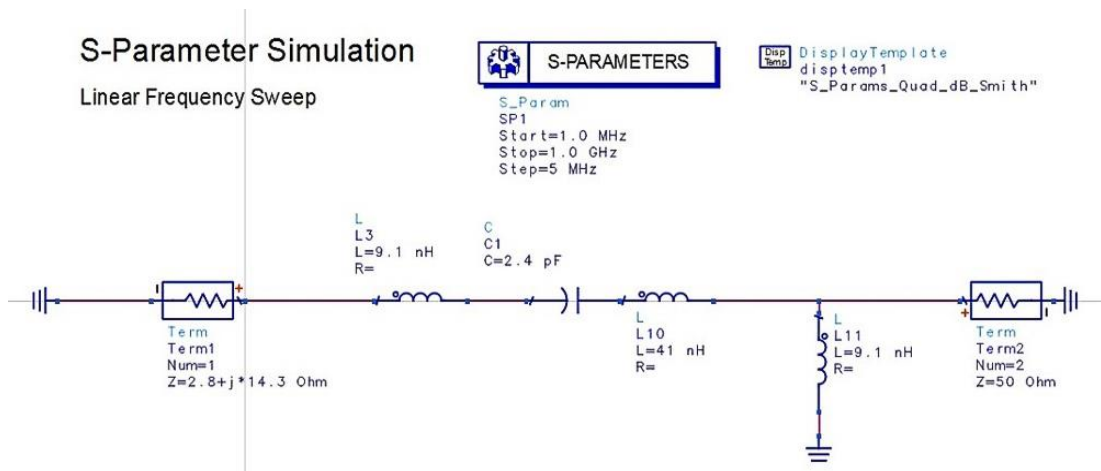 S-Parameter Simulation
Linear Frequency Sweep
S-PARAMETERS
S_Param
SP1
Start=1.0 MHz
Stop=1.0 GHz
Step=5 MHz
Disp
Temp
DisplayTemplate
disptemp1
"S_Params_Quad_dB_Smith"
L
L3
L=9.1 nH
R=
C
C1
C=2.4 pF
L
L10
L=41 nH
R=
L
L11
L=9.1 nH
R=
Term
Term1
Num=1
Z=2.8+j*14.3 Ohm
Term
Term2
Num=2
Z=50 Ohm